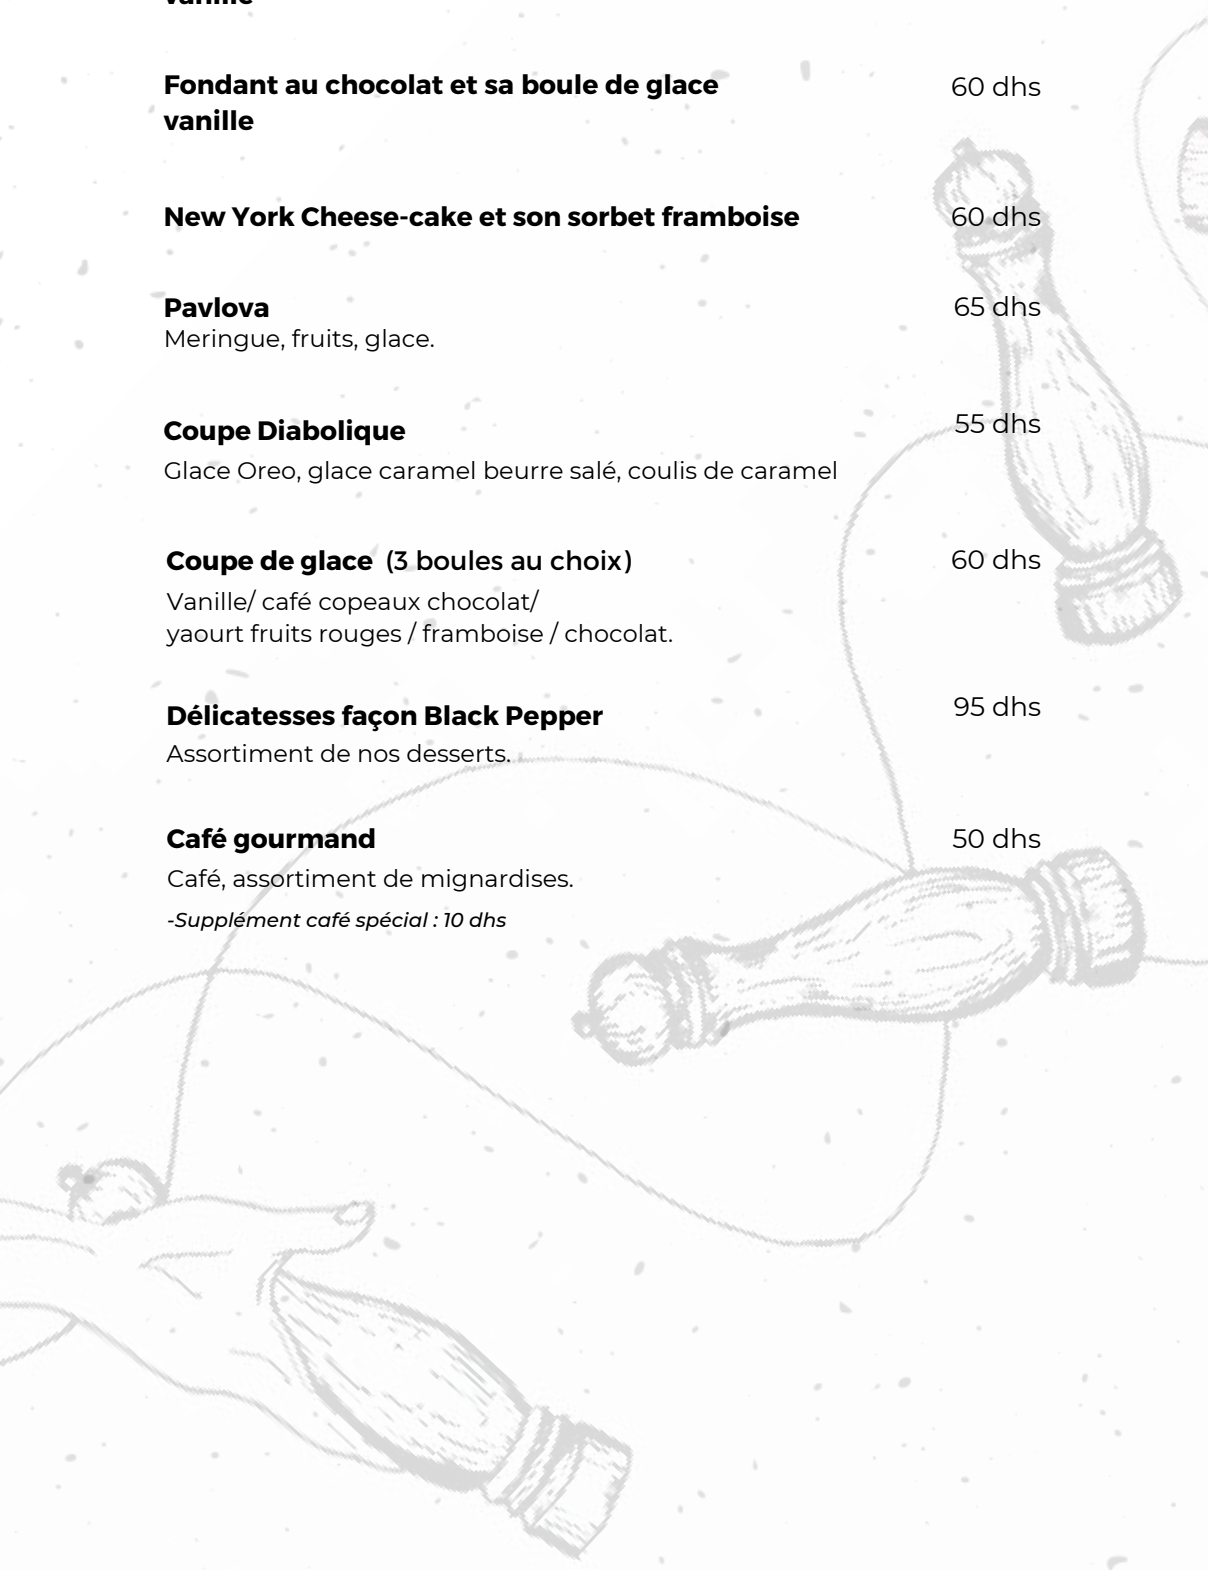 vanille
Fondant au chocolat et sa boule de glace
vanille
60 dhs
New York Cheese-cake et son sorbet framboise
60 dhs
Pavlova
65 dhs
Meringue, fruits, glace.
Coupe Diabolique
55 dhs
Glace Oreo, glace caramel beurre salé, coulis de caramel
Coupe de glace (3 boules au choix)
60 dhs
Vanille/ café copeaux chocolat/
yaourt fruits rouges / framboise / chocolat.
Délicatesses façon Black Pepper
95 dhs
Assortiment de nos desserts.
Café gourmand
50 dhs
Café, assortiment de mignardises.
-Supplément café spécial : 10 dhs